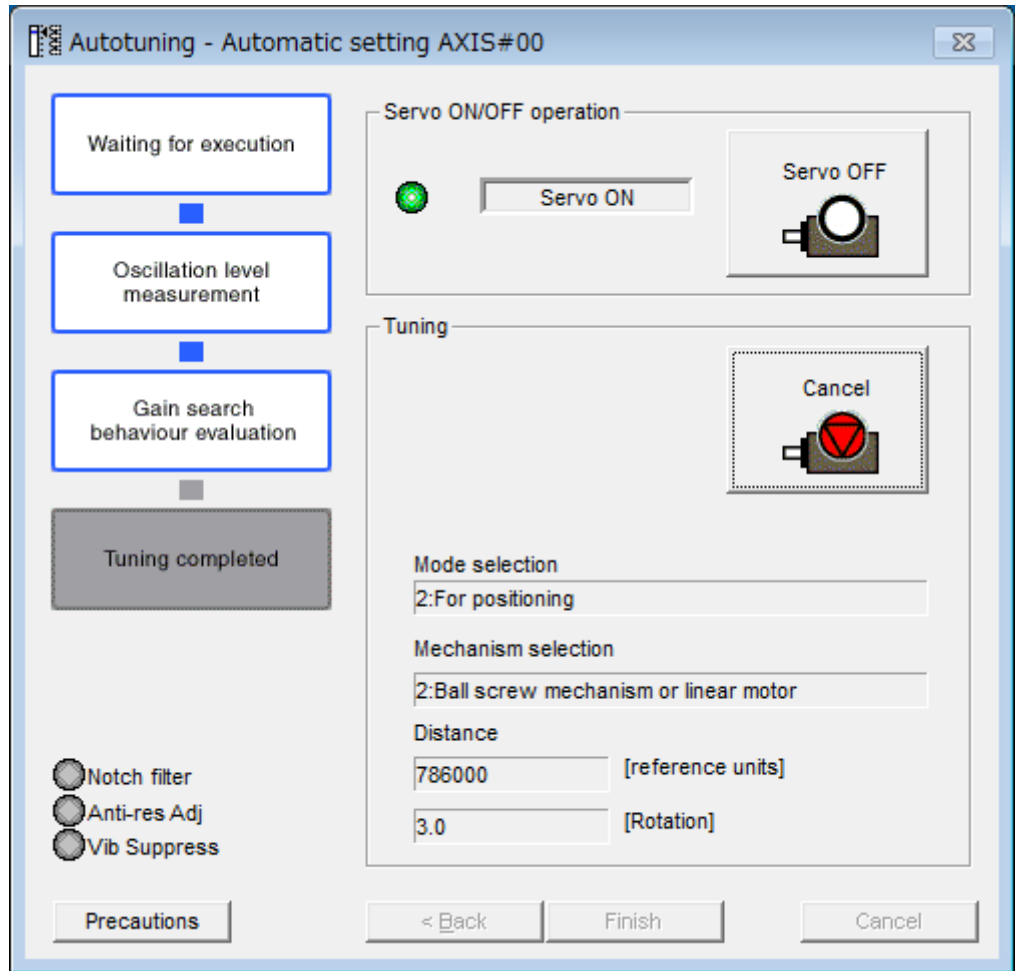 Autotuning - Automatic setting AXIS#00
Waiting for execution
Oscillation level
measurement
Gain search
behaviour evaluation
Tuning completed
Notch filter
Anti-res Adj
Vib Suppress
Servo ON/OFF operation
Servo ON
Servo OFF
Tuning
Cancel
Mode selection
2:For positioning
Mechanism selection
2:Ball screw mechanism or linear motor
Distance
786000 [reference units]
3.0 [Rotation]
Precautions
< Back
Finish
Cancel